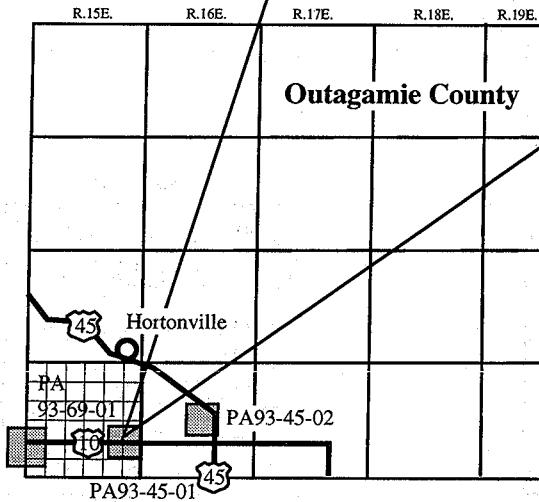 R.15E. R.16E. R.17E. R.18E. R.19E.
Outagamie County
45
Hortonville
PA
93-69-01
PA93-45-02
10
45
PA93-45-01